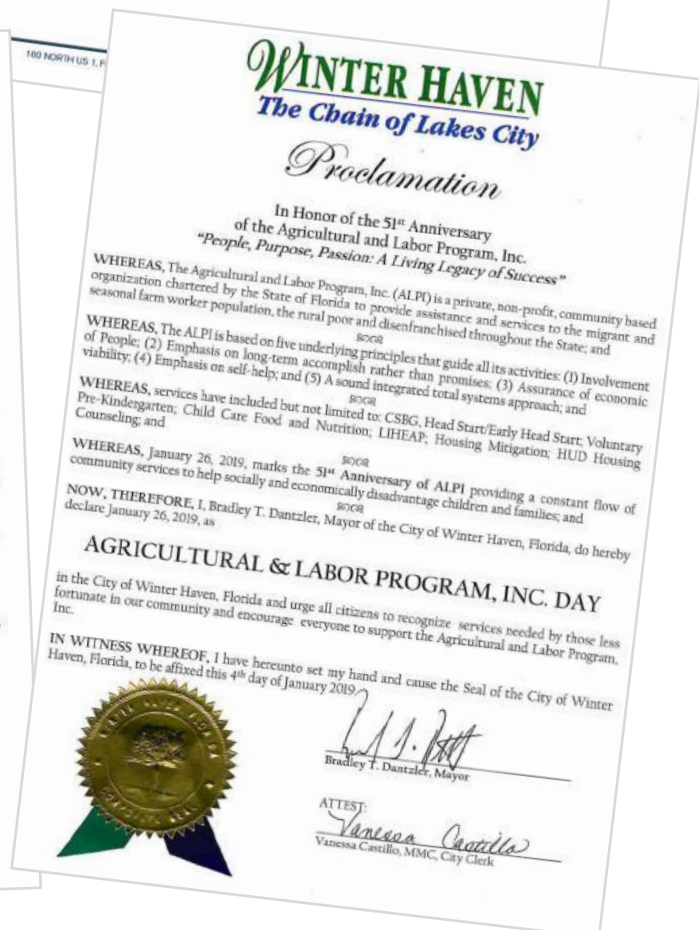 100 NORTH US 1, F
WINTER HAVEN
The Chain of Lakes City
Proclamation
In Honor of the 51st Anniversary
of the Agricultural and Labor Program, Inc.
"People, Purpose, Passion: A Living Legacy of Success"
WHEREAS, The Agricultural and Labor Program, Inc. (ALPI) is a private, non-profit, community based
organization chartered by the State of Florida to provide assistance and services to the migrant and
seasonal farm worker population, the rural poor and disenfranchised throughout the State; and
WHEREAS, The ALPI is based on five underlying principles that guide all its activities: (1) Involvement
of People; (2) Emphasis on long-term accomplish rather than promises; (3) Assurance of economic
viability; (4) Emphasis on self-help; and (5) A sound integrated total systems approach; and
WHEREAS, services have included but not limited to: CSBG, Head Start/Early Head Start; Voluntary
Pre-Kindergarten; Child Care Food and Nutrition; LIHEAP; Housing Mitigation; HUD Housing
Counseling; and
WHEREAS, January 26, 2019, marks the 51st Anniversary of ALPI providing a constant flow of
community services to help socially and economically disadvantage children and families; and
NOW, THEREFORE, I, Bradley T. Dantzler, Mayor of the City of Winter Haven, Florida, do hereby
declare January 26, 2019, as
AGRICULTURAL & LABOR PROGRAM, INC. DAY
in the City of Winter Haven, Florida and urge all citizens to recognize services needed by those less
fortunate in our community and encourage everyone to support the Agricultural and Labor Program,
Inc.
IN WITNESS WHEREOF, I have hereunto set my hand and cause the Seal of the City of Winter
Haven, Florida, to be affixed this 4th day of January 2019.
Bradley T. Dantzler, Mayor
ATTEST:
Vanessa Castillo
Vanessa Castillo, MMC, City Clerk